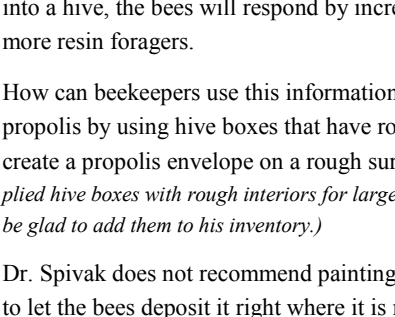 into a hive, the bees will respond by incre
more resin foragers.
How can beekeepers use this information
propolis by using hive boxes that have ro
create a propolis envelope on a rough sur
plied hive boxes with rough interiors for large
be glad to add them to his inventory.)
Dr. Spivak does not recommend painting
to let the bees deposit it right where it is